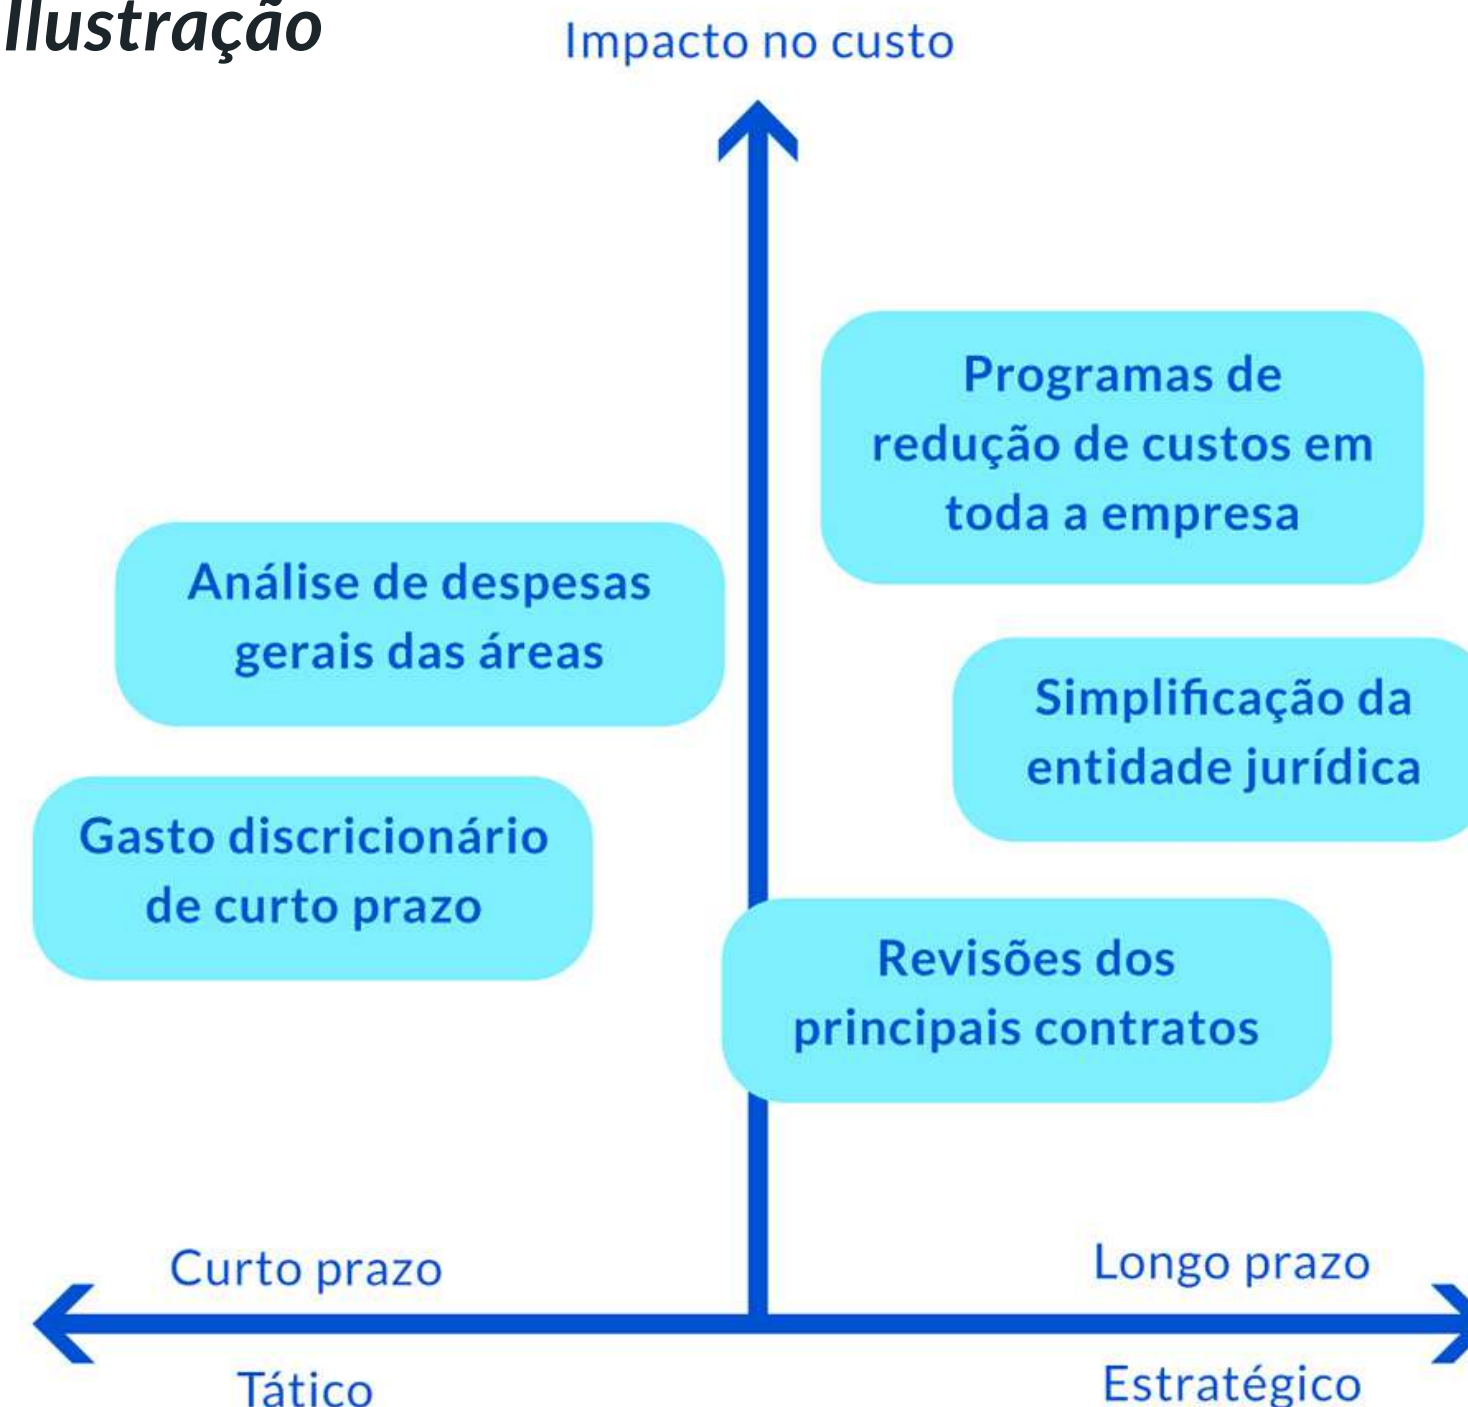 Ilustração
Impacto no custo
Programas de
redução de custos em
toda a empresa
Análise de despesas
gerais das áreas
Simplificação da
entidade jurídica
Gasto discricionário
de curto prazo
Revisões dos
principais contratos
Curto prazo
Longo prazo
Tático
Estratégico